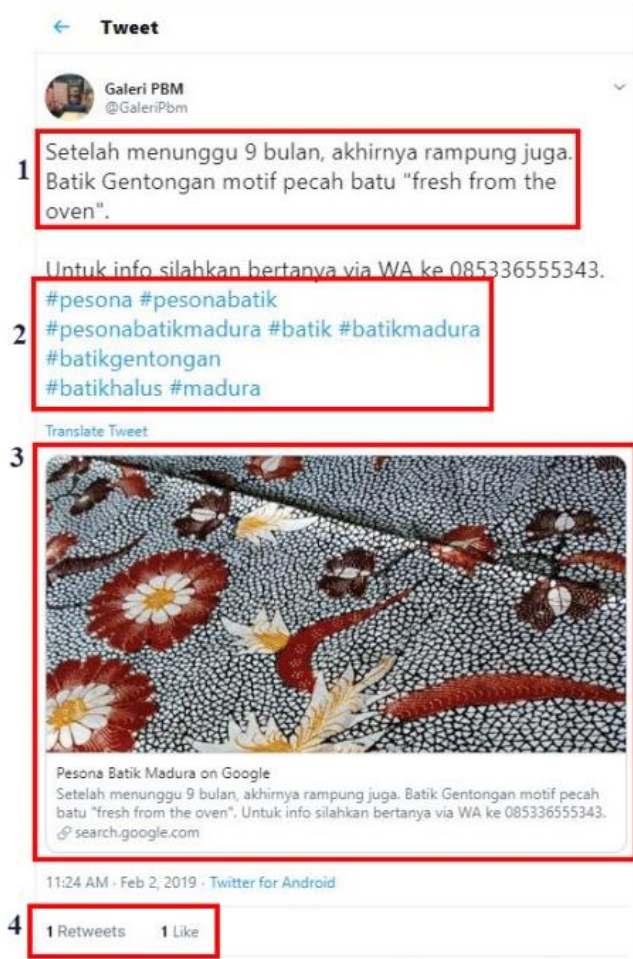 ← Tweet
Galeri PBM
@GaleriPbm
1
Setelah menunggu 9 bulan, akhirnya rampung juga.
Batik Gentongan motif pecah batu "fresh from the
oven".
Untuk info silahkan bertanya via WA ke 085336555343.
2
#pesona #pesonabatik
#pesonabatikmadura #batik #batikmadura
#batikgentongan
#batikhalus #madura
Translate Tweet
3
Pesona Batik Madura on Google
Setelah menunggu 9 bulan, akhirnya rampung juga. Batik Gentongan motif pecah
batu "fresh from the oven". Untuk info silahkan bertanya via WA ke 085336555343.
search.google.com
11:24 AM · Feb 2, 2019 · Twitter for Android
4
1 Retweets 1 Like